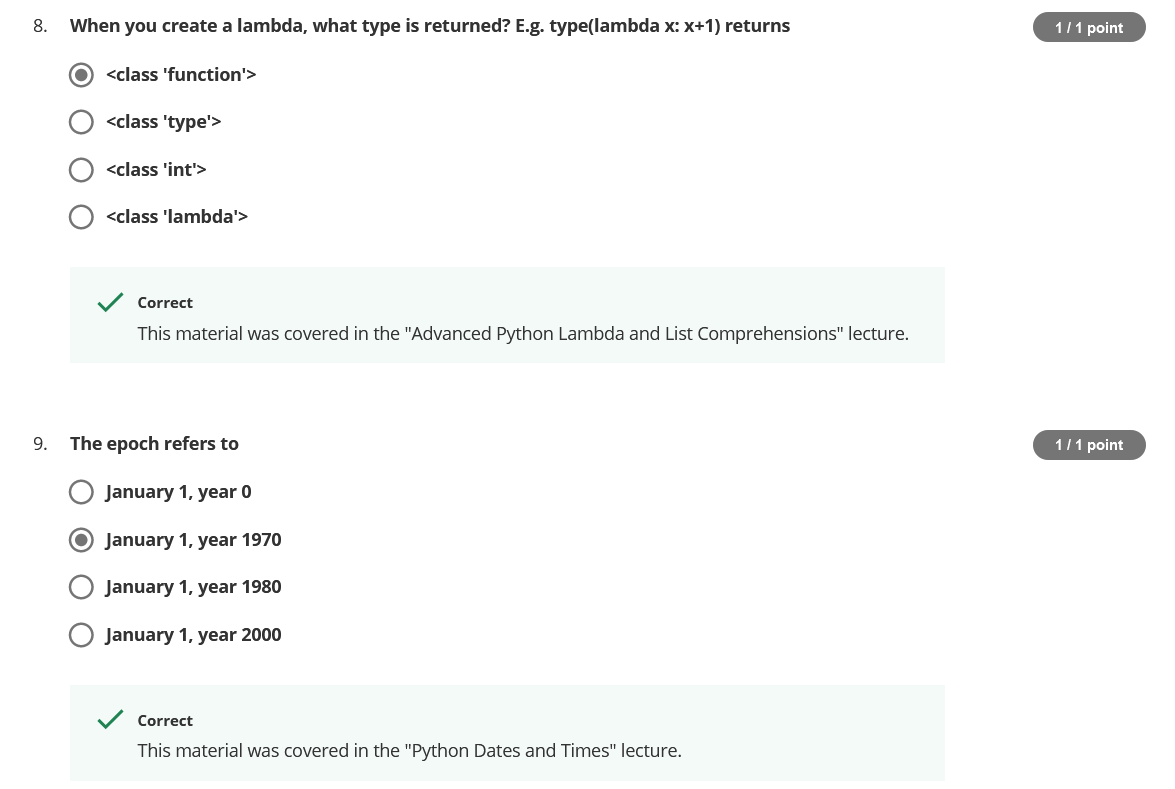 8. When you create a lambda, what type is returned? E.g. type(lambda x: x+1) returns
1 / 1 point
<class 'function'>
<class 'type'>
<class 'int'>
<class 'lambda'>
Correct
This material was covered in the "Advanced Python Lambda and List Comprehensions" lecture.
9. The epoch refers to
1 / 1 point
January 1, year 0
January 1, year 1970
January 1, year 1980
January 1, year 2000
Correct
This material was covered in the "Python Dates and Times" lecture.